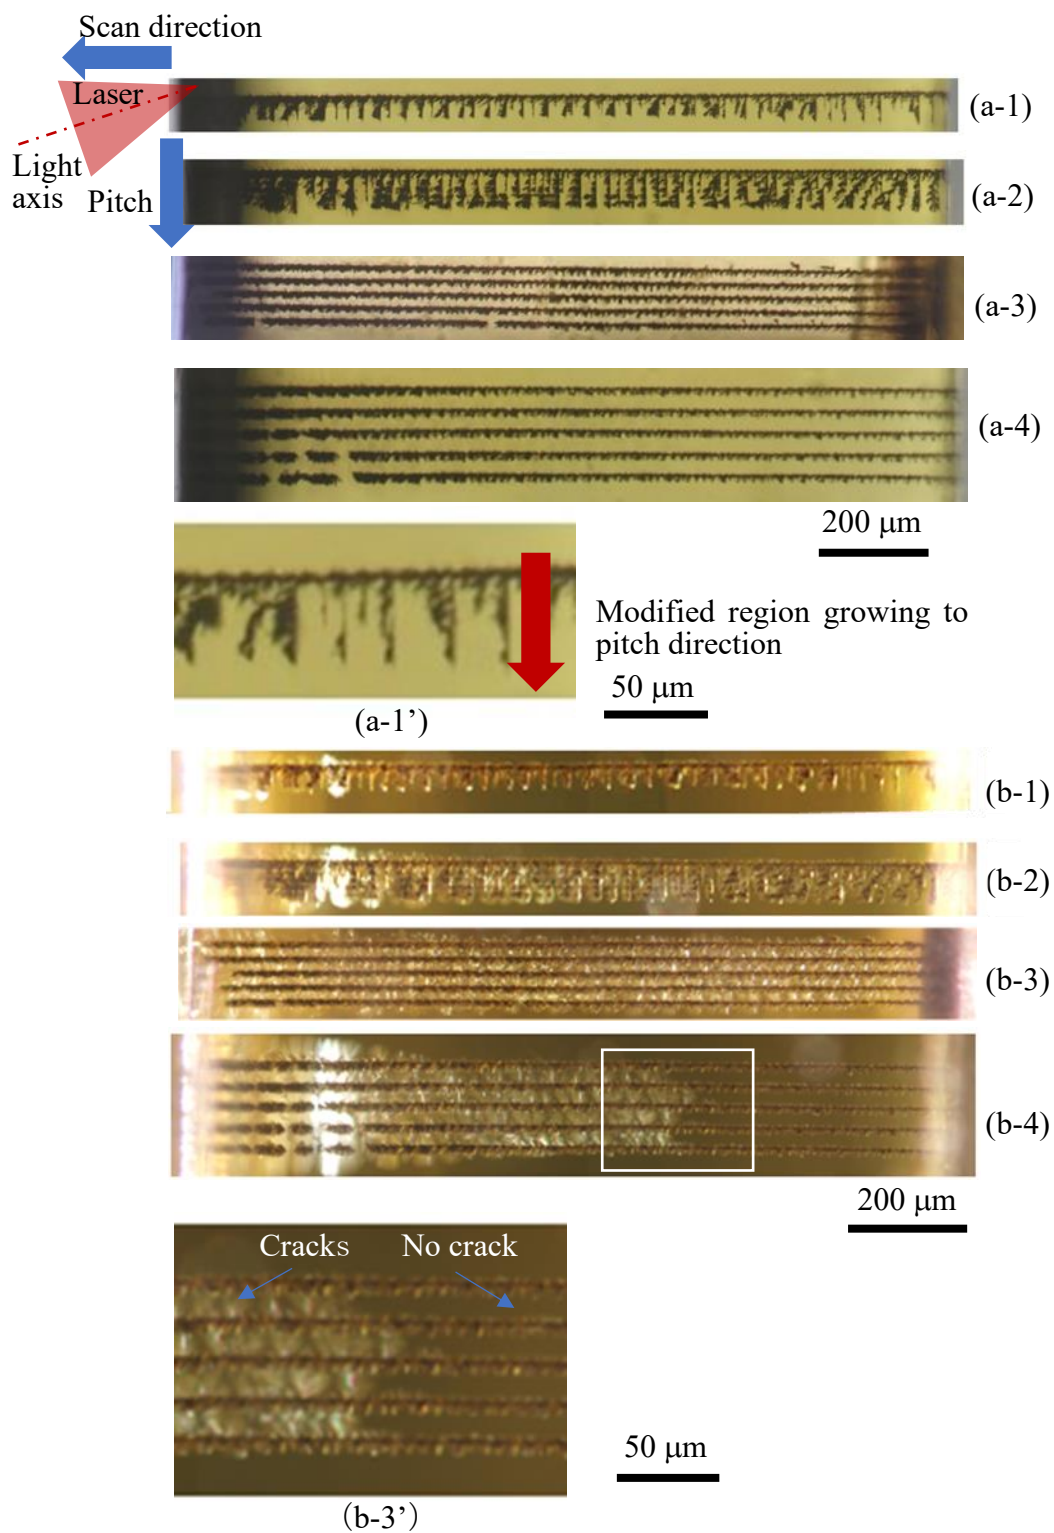 Scan direction
Laser
(a-1)
Light
axis
Pitch
(a-2)
(a-3)
(a-4)
200 μm
Modified region growing to
pitch direction
50 μm
(a-1’)
(b-1)
(b-2)
(b-3)
(b-4)
200 μm
Cracks
No crack
50 μm
(b-3’)